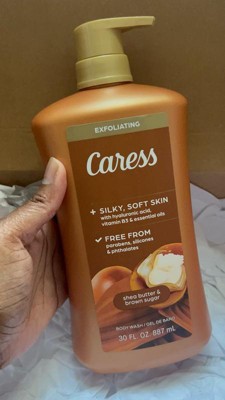 EXFOLIATING
Caress
+ SILKY, SOFT SKIN
with hyaluronic acid,
vitamin B3 & essential oils
✓ FREE FROM
parabens, silicones
& phthalates
shea butter &
brown sugar
BODY WASH / GEL DE BAÑO
30 FL OZ 887 mL